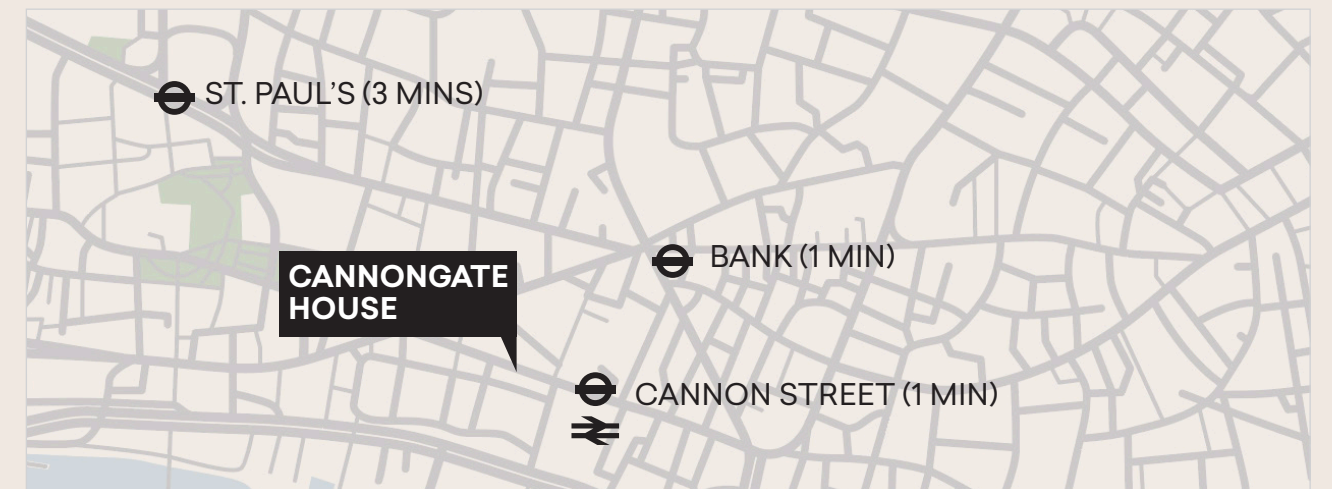 ST. PAUL’S (3 MINS)
BANK (1 MIN)
CANNONGATE
HOUSE
CANNON STREET (1 MIN)